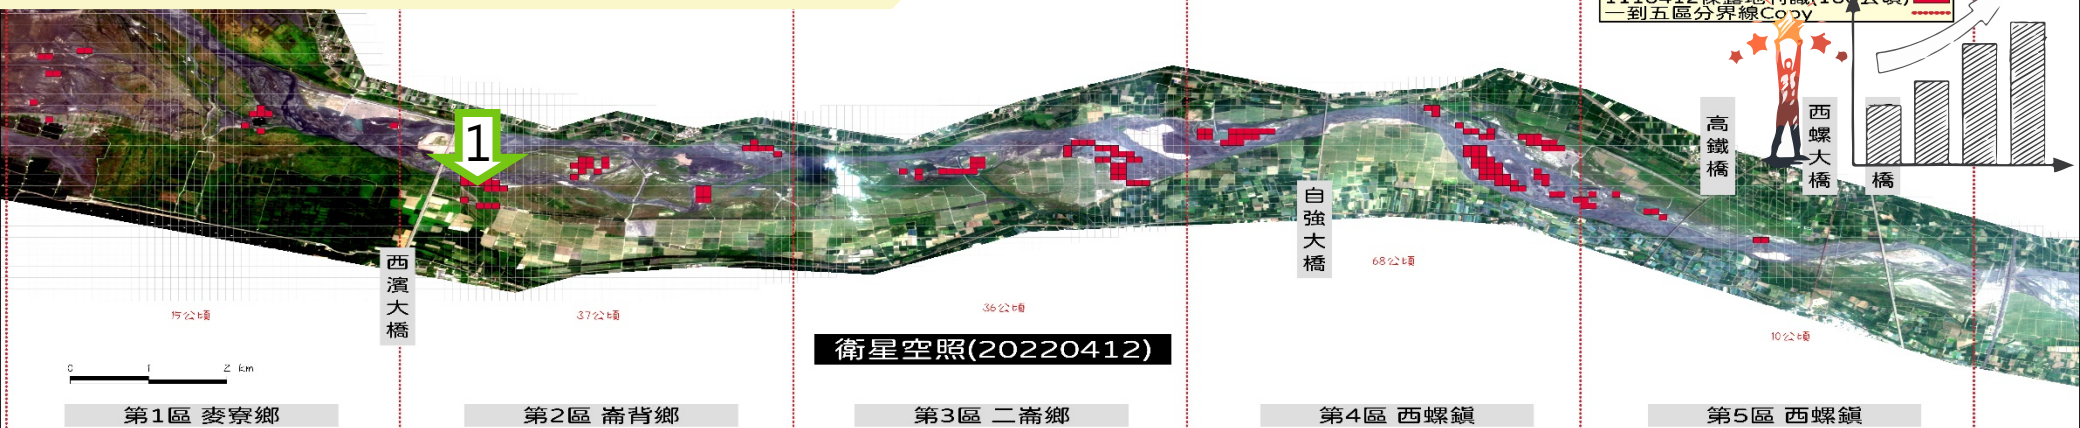 一到五區分界線Copy
1
高鐵橋
西螺大橋
橋
自強大橋
西濱大橋
15公頃
37公頃
36公頃
68公頃
10公頃
衛星空照(20220412)
0 1 2 km
第1區 麥寮鄉
第2區 崙背鄉
第3區 二崙鄉
第4區 西螺鎮
第5區 西螺鎮